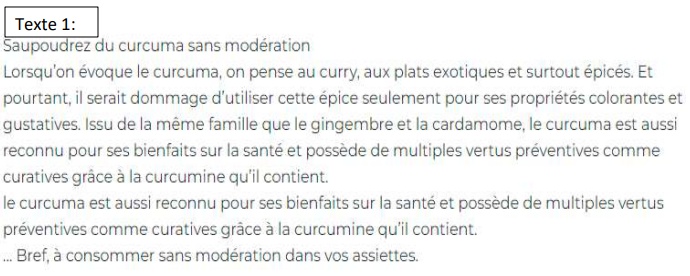 Texte 1:
Saupoudrez du curcuma sans modération
Lorsqu'on évoque le curcuma, on pense au curry, aux plats exotiques et surtout épicés. Et
pourtant, il serait dommage d'utiliser cette épice seulement pour ses propriétés colorantes et
gustatives. Issu de la même famille que le gingembre et la cardamome, le curcuma est aussi
reconnu pour ses bienfaits sur la santé et possède de multiples vertus préventives comme
curatives grâce à la curcumine qu'il contient.
le curcuma est aussi reconnu pour ses bienfaits sur la santé et possède de multiples vertus
préventives comme curatives grâce à la curcumine qu'il contient.
... Bref, à consommer sans modération dans vos assiettes.